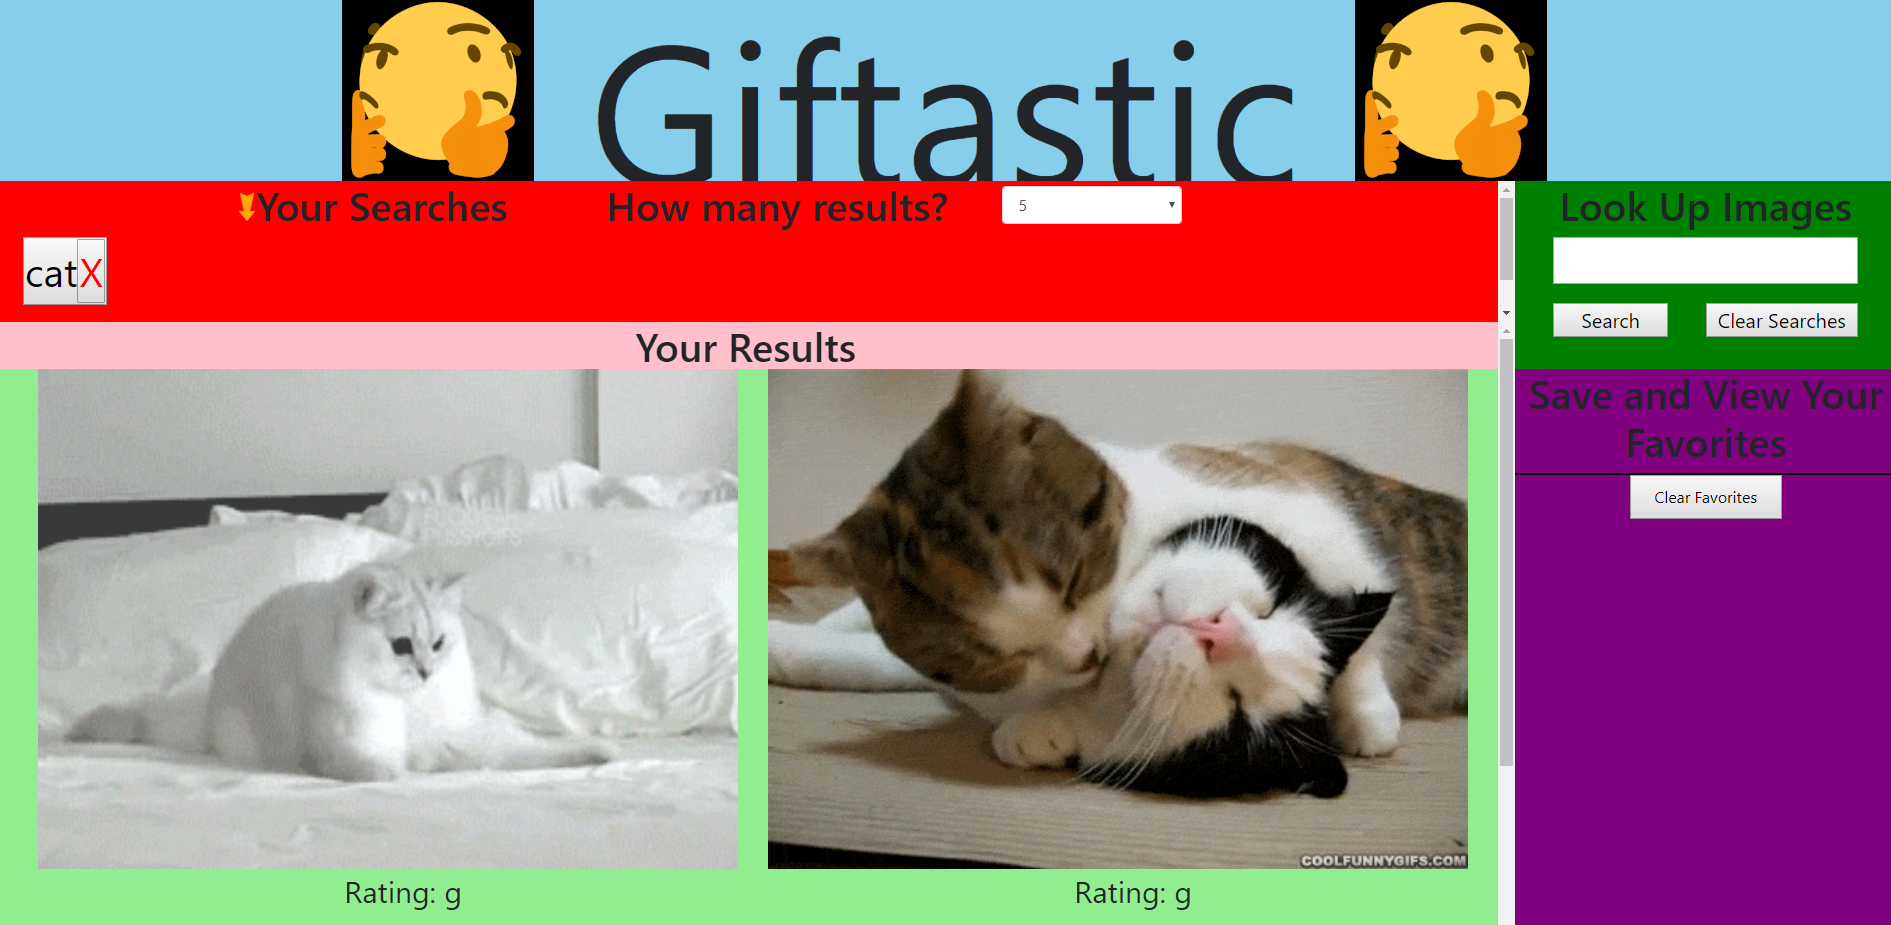 Giftastic
Your Searches
How many results?
5
catX
Look Up Images
Search
Clear Searches
Your Results
Save and View Your
Favorites
Clear Favorites
COOLFUNNYGIFS.COM
Rating: g
Rating: g